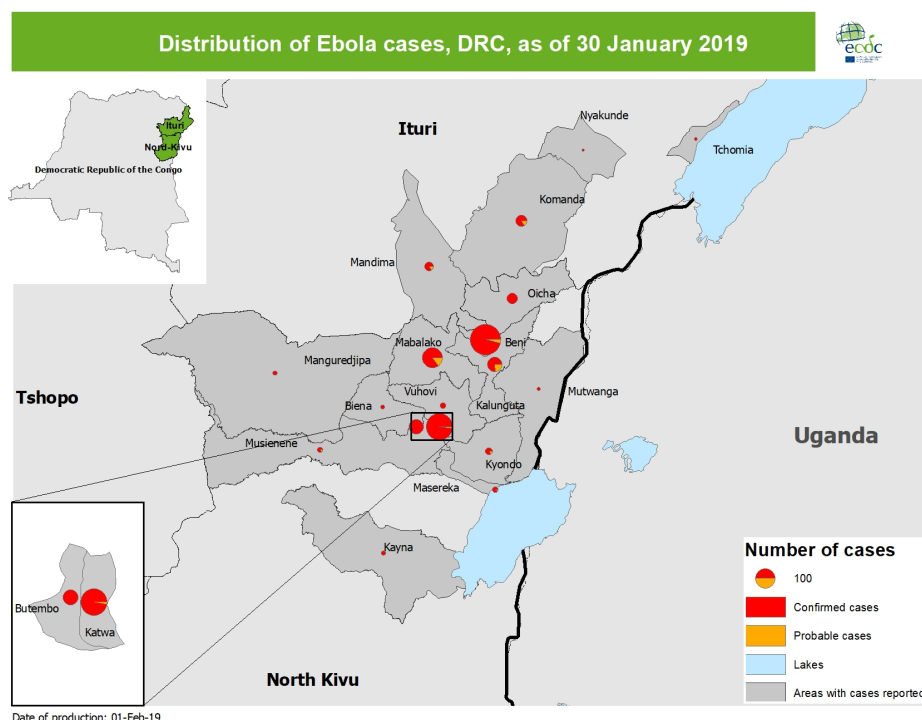 Distribution of Ebola cases, DRC, as of 30 January 2019
ecdc
Ituri
Nord-Kivu
Democratic Republic of the Congo
Ituri
Nyakunde
Tchomia
Komanda
Mandima
Oicha
Mabalako
Beni
Manguredjipa
Vuhovi
Mutwanga
Tshopo
Biena
Kalunguta
Uganda
Musienene
Kyondo
Masereka
Kayna
Butembo
Katwa
North Kivu
Number of cases
100
Confirmed cases
Probable cases
Lakes
Areas with cases reported
Date of production: 01-Feb-19